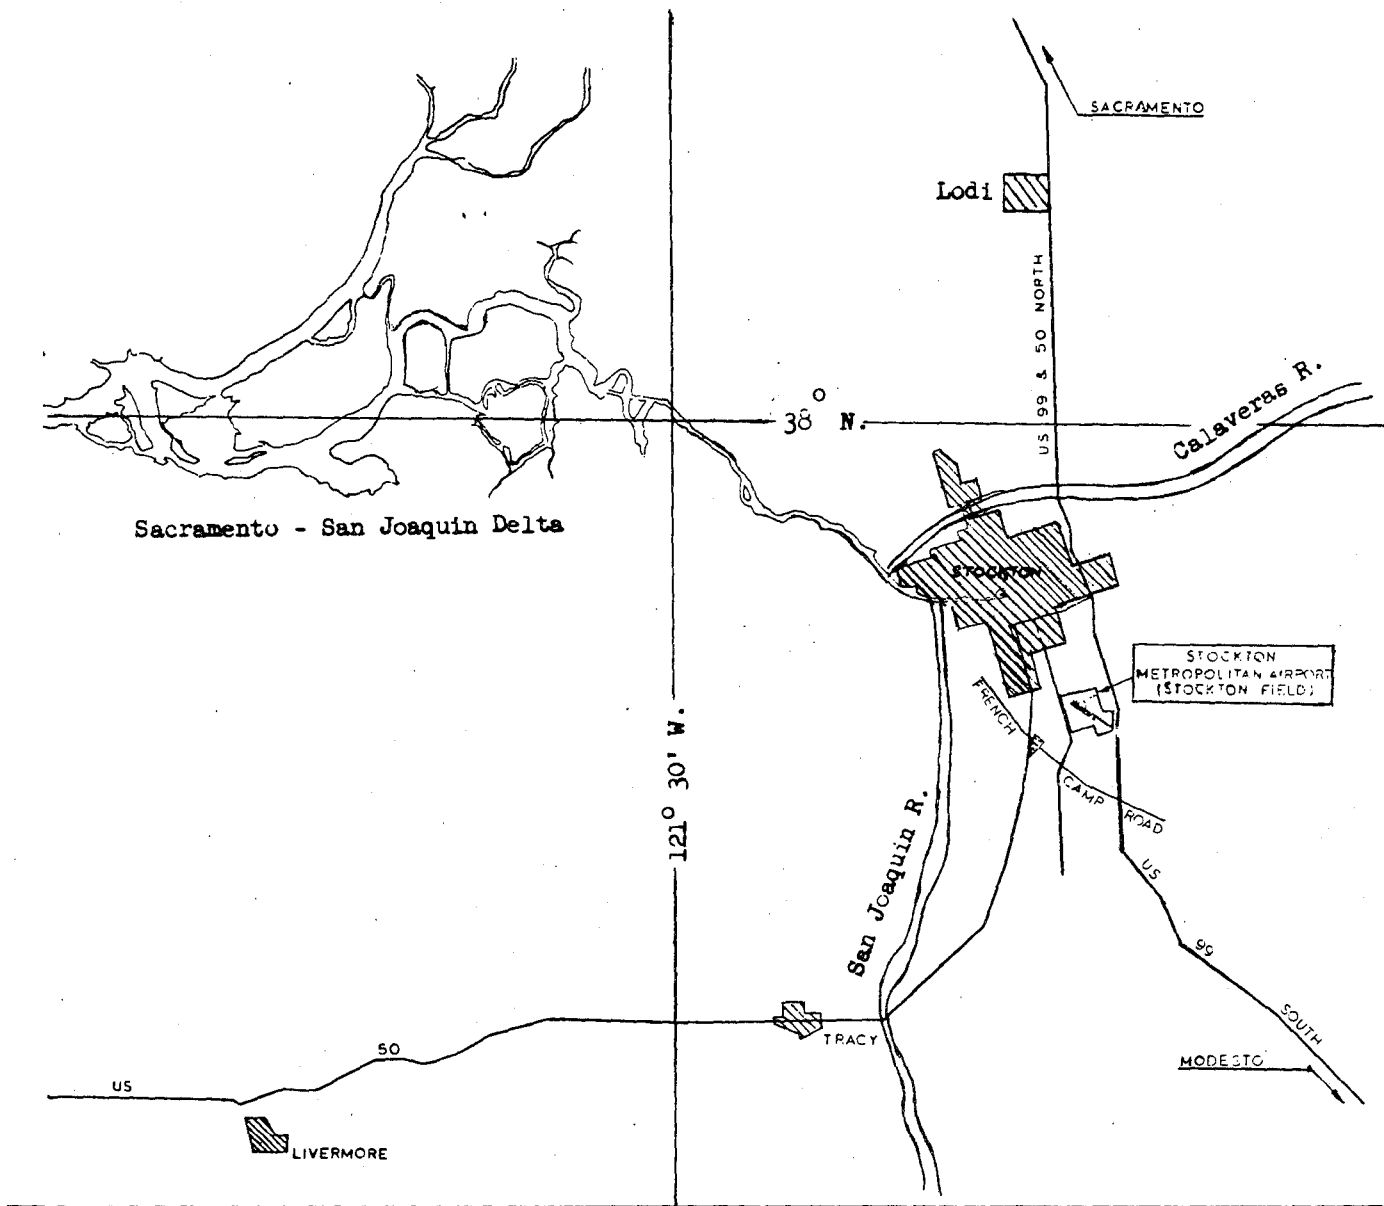 SACRAMENTO
Lodi
US 99 & 50 NORTH
Calaveras R.
38° N.
Sacramento - San Joaquin Delta
STOCKTON
STOCKTON
METROPOLITAN AIRPORT
(STOCKTON FIELD)
FRENCH CAMP ROAD
121° 30' W.
San Joaquin R.
US 99 SOUTH
TRACY
MODESTO
US 50
LIVERMORE